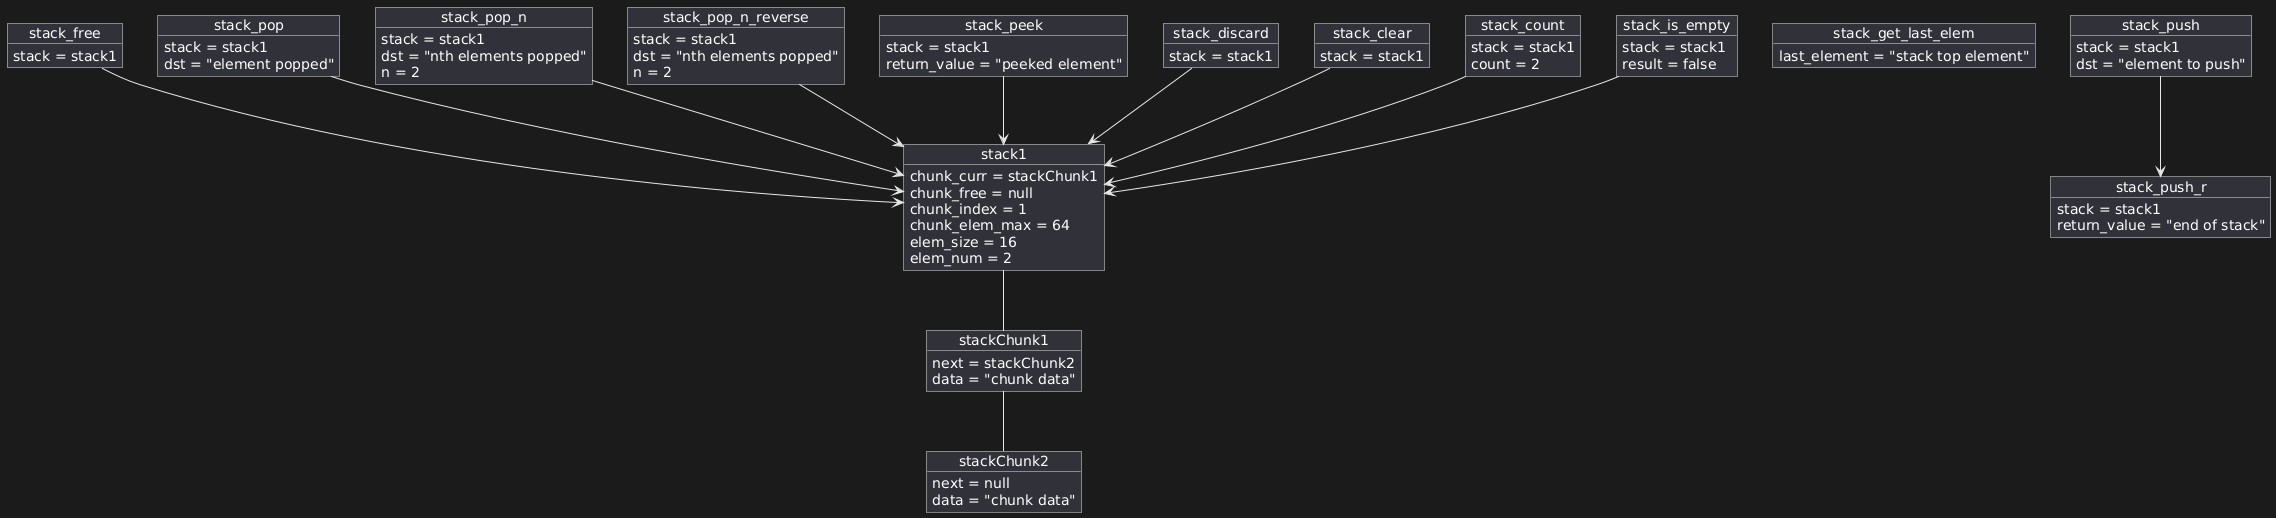 stack_free
stack = stack1
stack_pop
stack = stack1
dst = "element popped"
stack_pop_n
stack = stack1
dst = "nth elements popped"
n = 2
stack_pop_n_reverse
stack = stack1
dst = "nth elements popped"
n = 2
stack_peek
stack = stack1
return_value = "peeked element"
stack_discard
stack = stack1
stack_clear
stack = stack1
stack_count
stack = stack1
count = 2
stack_is_empty
stack = stack1
result = false
stack_get_last_elem
last_element = "stack top element"
stack_push
stack = stack1
dst = "element to push"
stack1
chunk_curr = stackChunk1
chunk_free = null
chunk_index = 1
chunk_elem_max = 64
elem_size = 16
elem_num = 2
stack_push_r
stack = stack1
return_value = "end of stack"
stackChunk1
next = stackChunk2
data = "chunk data"
stackChunk2
next = null
data = "chunk data"